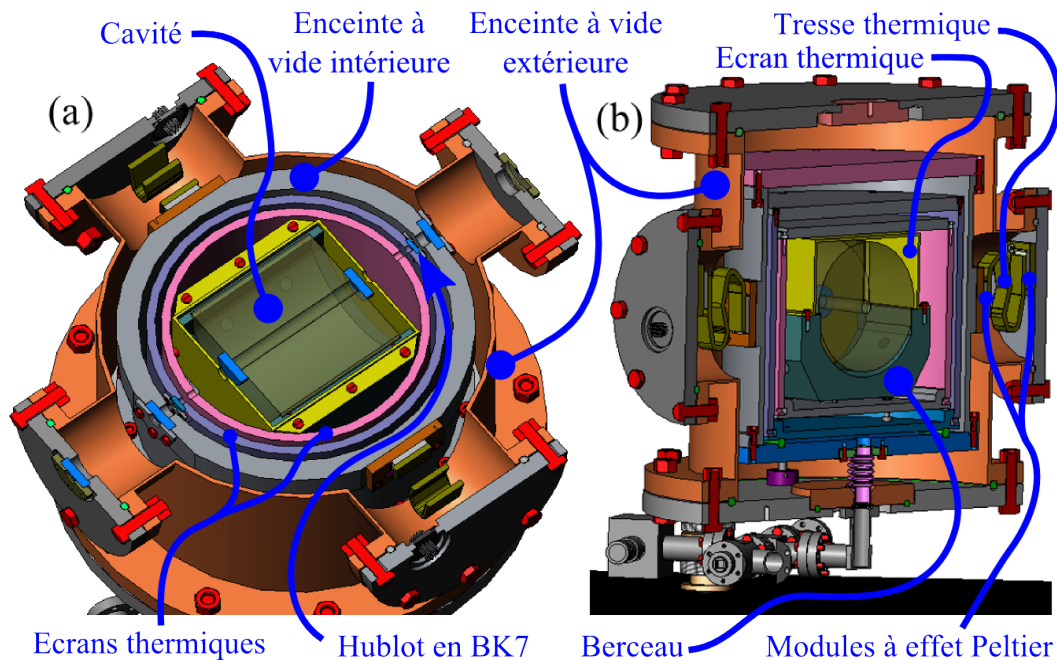 Cavité
Enceinte à
vide intérieure
Enceinte à vide
extérieure
Tresse thermique
Ecran thermique
(a)
(b)
Ecrans thermiques
Hublot en BK7
Berceau
Modules à effet Peltier